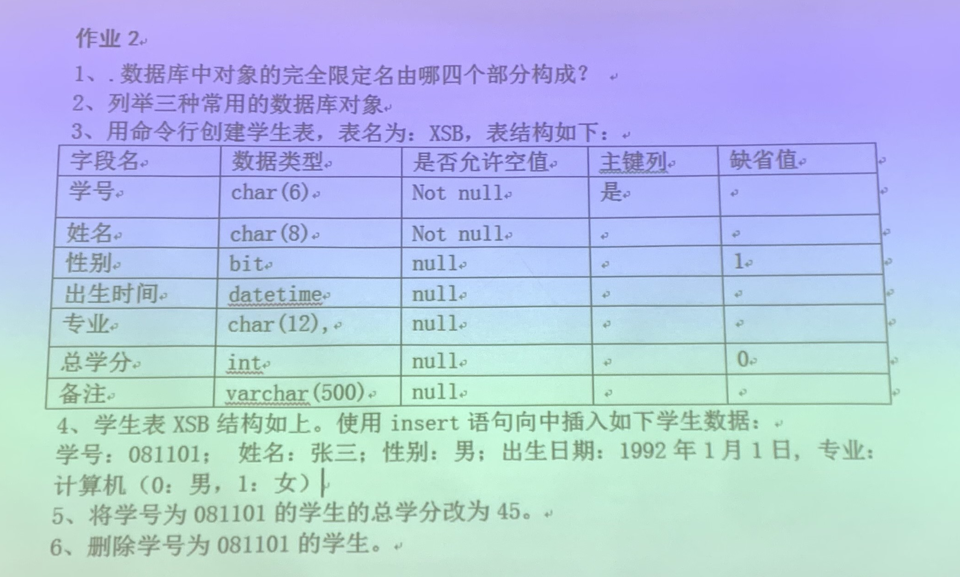 作业 2
1、.数据库中对象的完全限定名由哪四个部分构成？
2、列举三种常用的数据库对象
3、用命令行创建学生表，表名为：XSB，表结构如下：
字段名 数据类型 是否允许空值 主键列 缺省值
学号 char(6) Not null 是
姓名 char(8) Not null
性别 bit null 1
出生时间 datetime null
专业 char(12), null
总学分 int null 0
备注 varchar(500) null
4、学生表 XSB 结构如上。使用 insert 语句向中插入如下学生数据：
学号：081101； 姓名：张三；性别：男；出生日期：1992 年 1 月 1 日，专业：
计算机（0：男，1：女）
5、将学号为 081101 的学生的总学分改为 45。
6、删除学号为 081101 的学生。